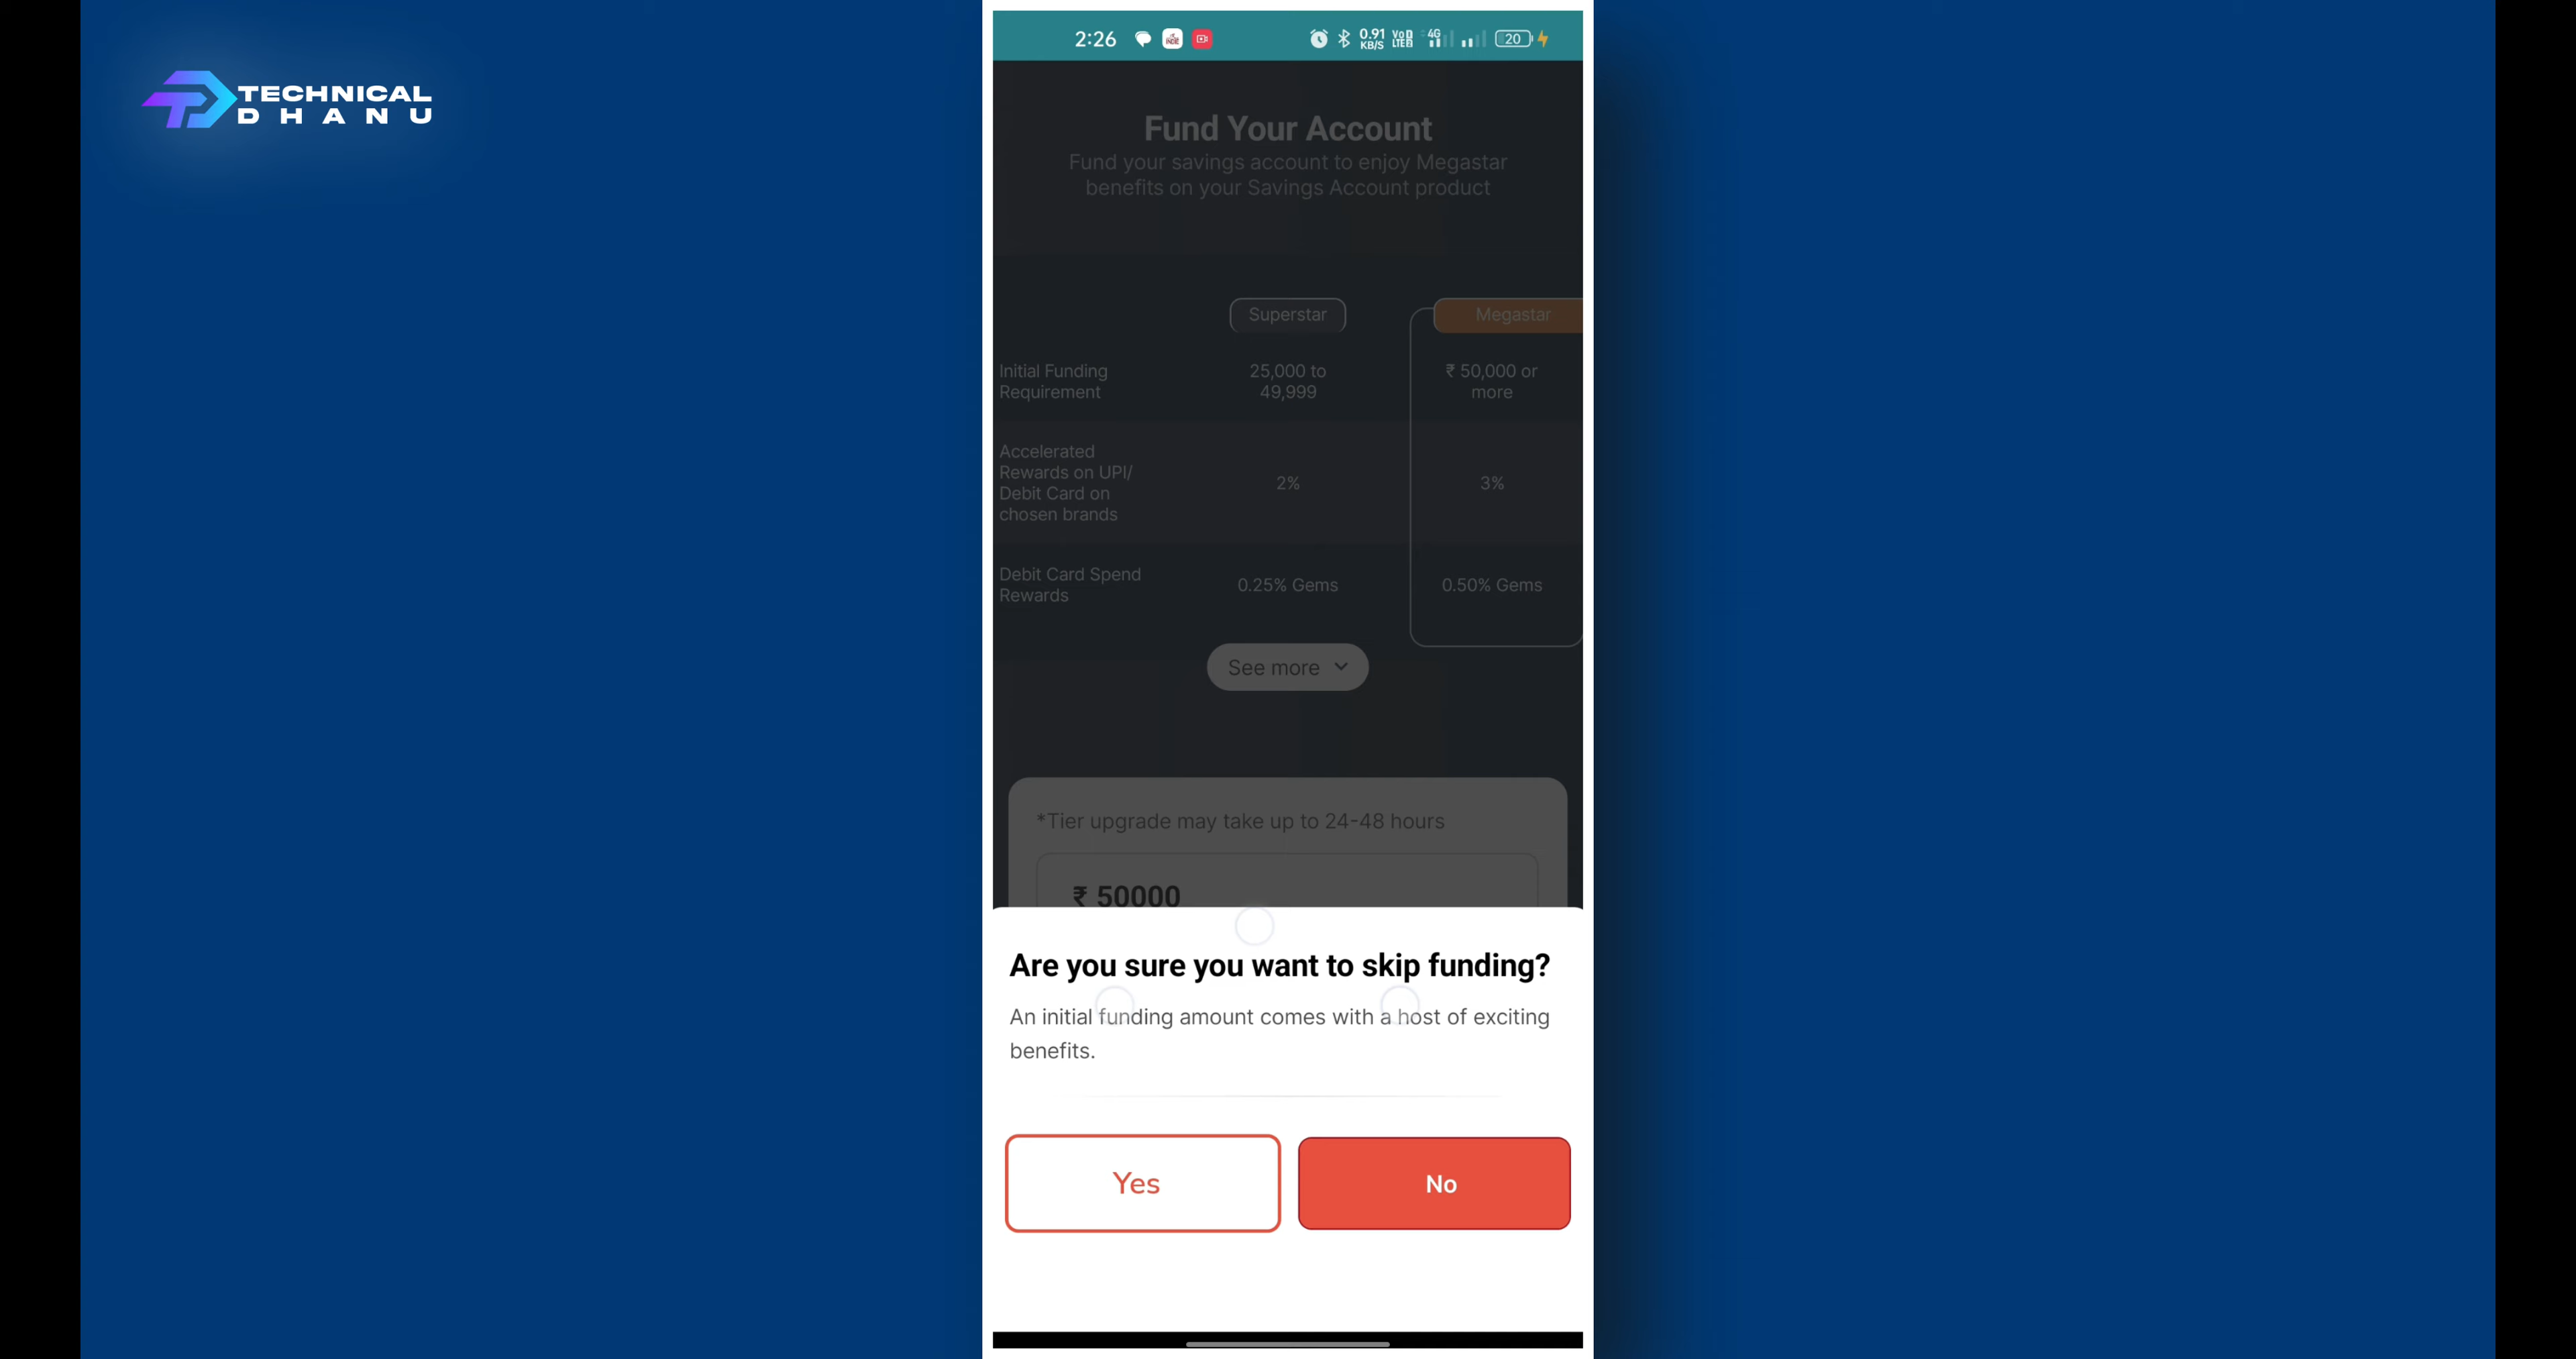 TECHNICAL
DHANU
2:26
0.91
KB/S
4G
20
Fund Your Account
Fund your savings account to enjoy Megastar
benefits on your Savings Account product
Superstar
Megastar
Initial Funding
Requirement
25,000 to
49,999
₹ 50,000 or
more
Accelerated
Rewards on UPI/
Debit Card on
chosen brands
2%
3%
Debit Card Spend
Rewards
0.25% Gems
0.50% Gems
See more
*Tier upgrade may take up to 24-48 hours
₹ 50000
Are you sure you want to skip funding?
An initial funding amount comes with a host of exciting
benefits.
Yes
No